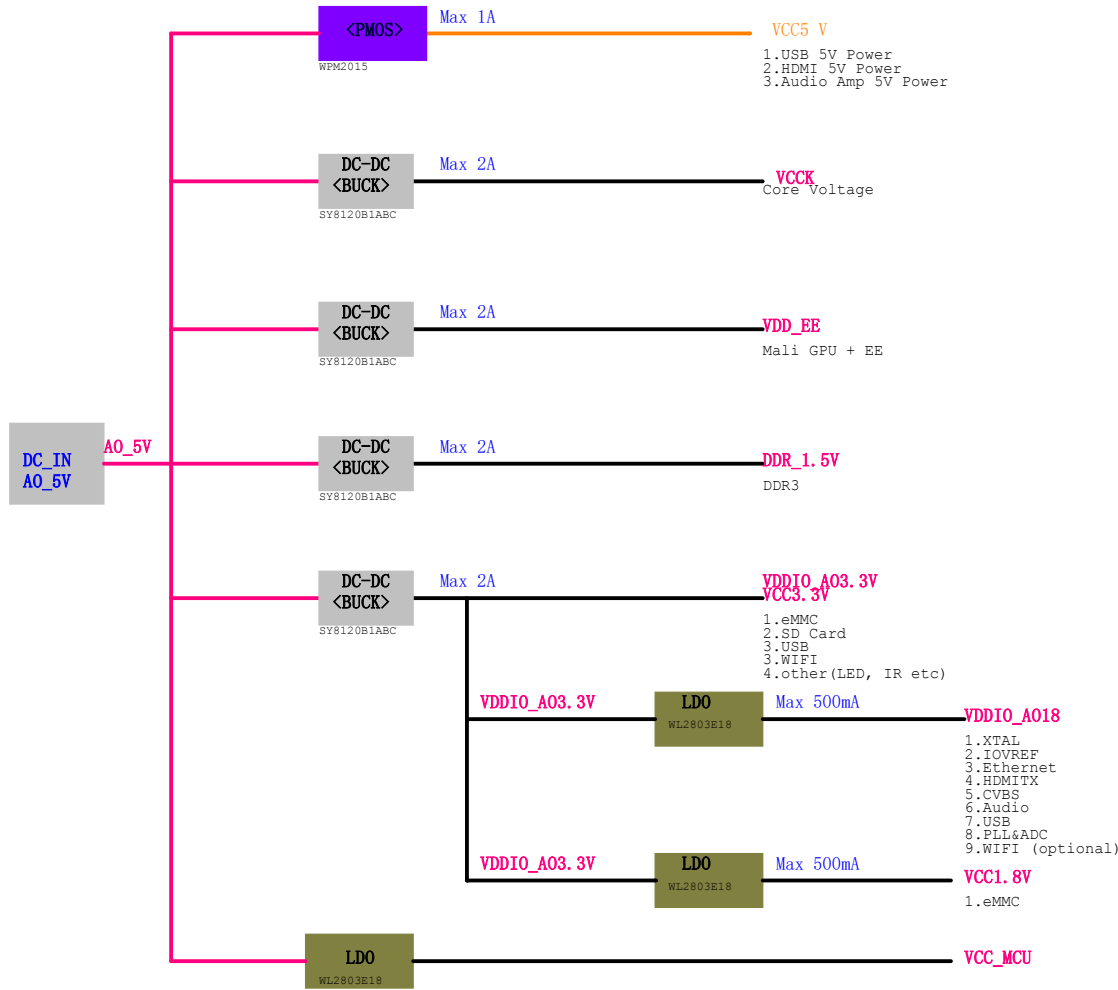 <PMOS>
WPM2015
Max 1A
VCC5 V
1.USB 5V Power
2.HDMI 5V Power
3.Audio Amp 5V Power
DC-DC
<BUCK>
SY8120B1ABC
Max 2A
VCCK
Core Voltage
DC-DC
<BUCK>
SY8120B1ABC
Max 2A
VDD_EE
Mali GPU + EE
DC_IN
AO_5V
AO_5V
DC-DC
<BUCK>
SY8120B1ABC
Max 2A
DDR_1.5V
DDR3
DC-DC
<BUCK>
SY8120B1ABC
Max 2A
VDDIO_AO3.3V
VCC3.3V
1.eMMC
2.SD Card
3.USB
3.WIFI
4.other(LED, IR etc)
VDDIO_AO3.3V
LDO
WL2803E18
Max 500mA
VDDIO_AO18
1.XTAL
2.IOVREF
3.Ethernet
4.HDMITX
5.CVBS
6.Audio
7.USB
8.PLL&ADC
9.WIFI (optional)
VDDIO_AO3.3V
LDO
WL2803E18
Max 500mA
VCC1.8V
1.eMMC
LDO
WL2803E18
VCC_MCU